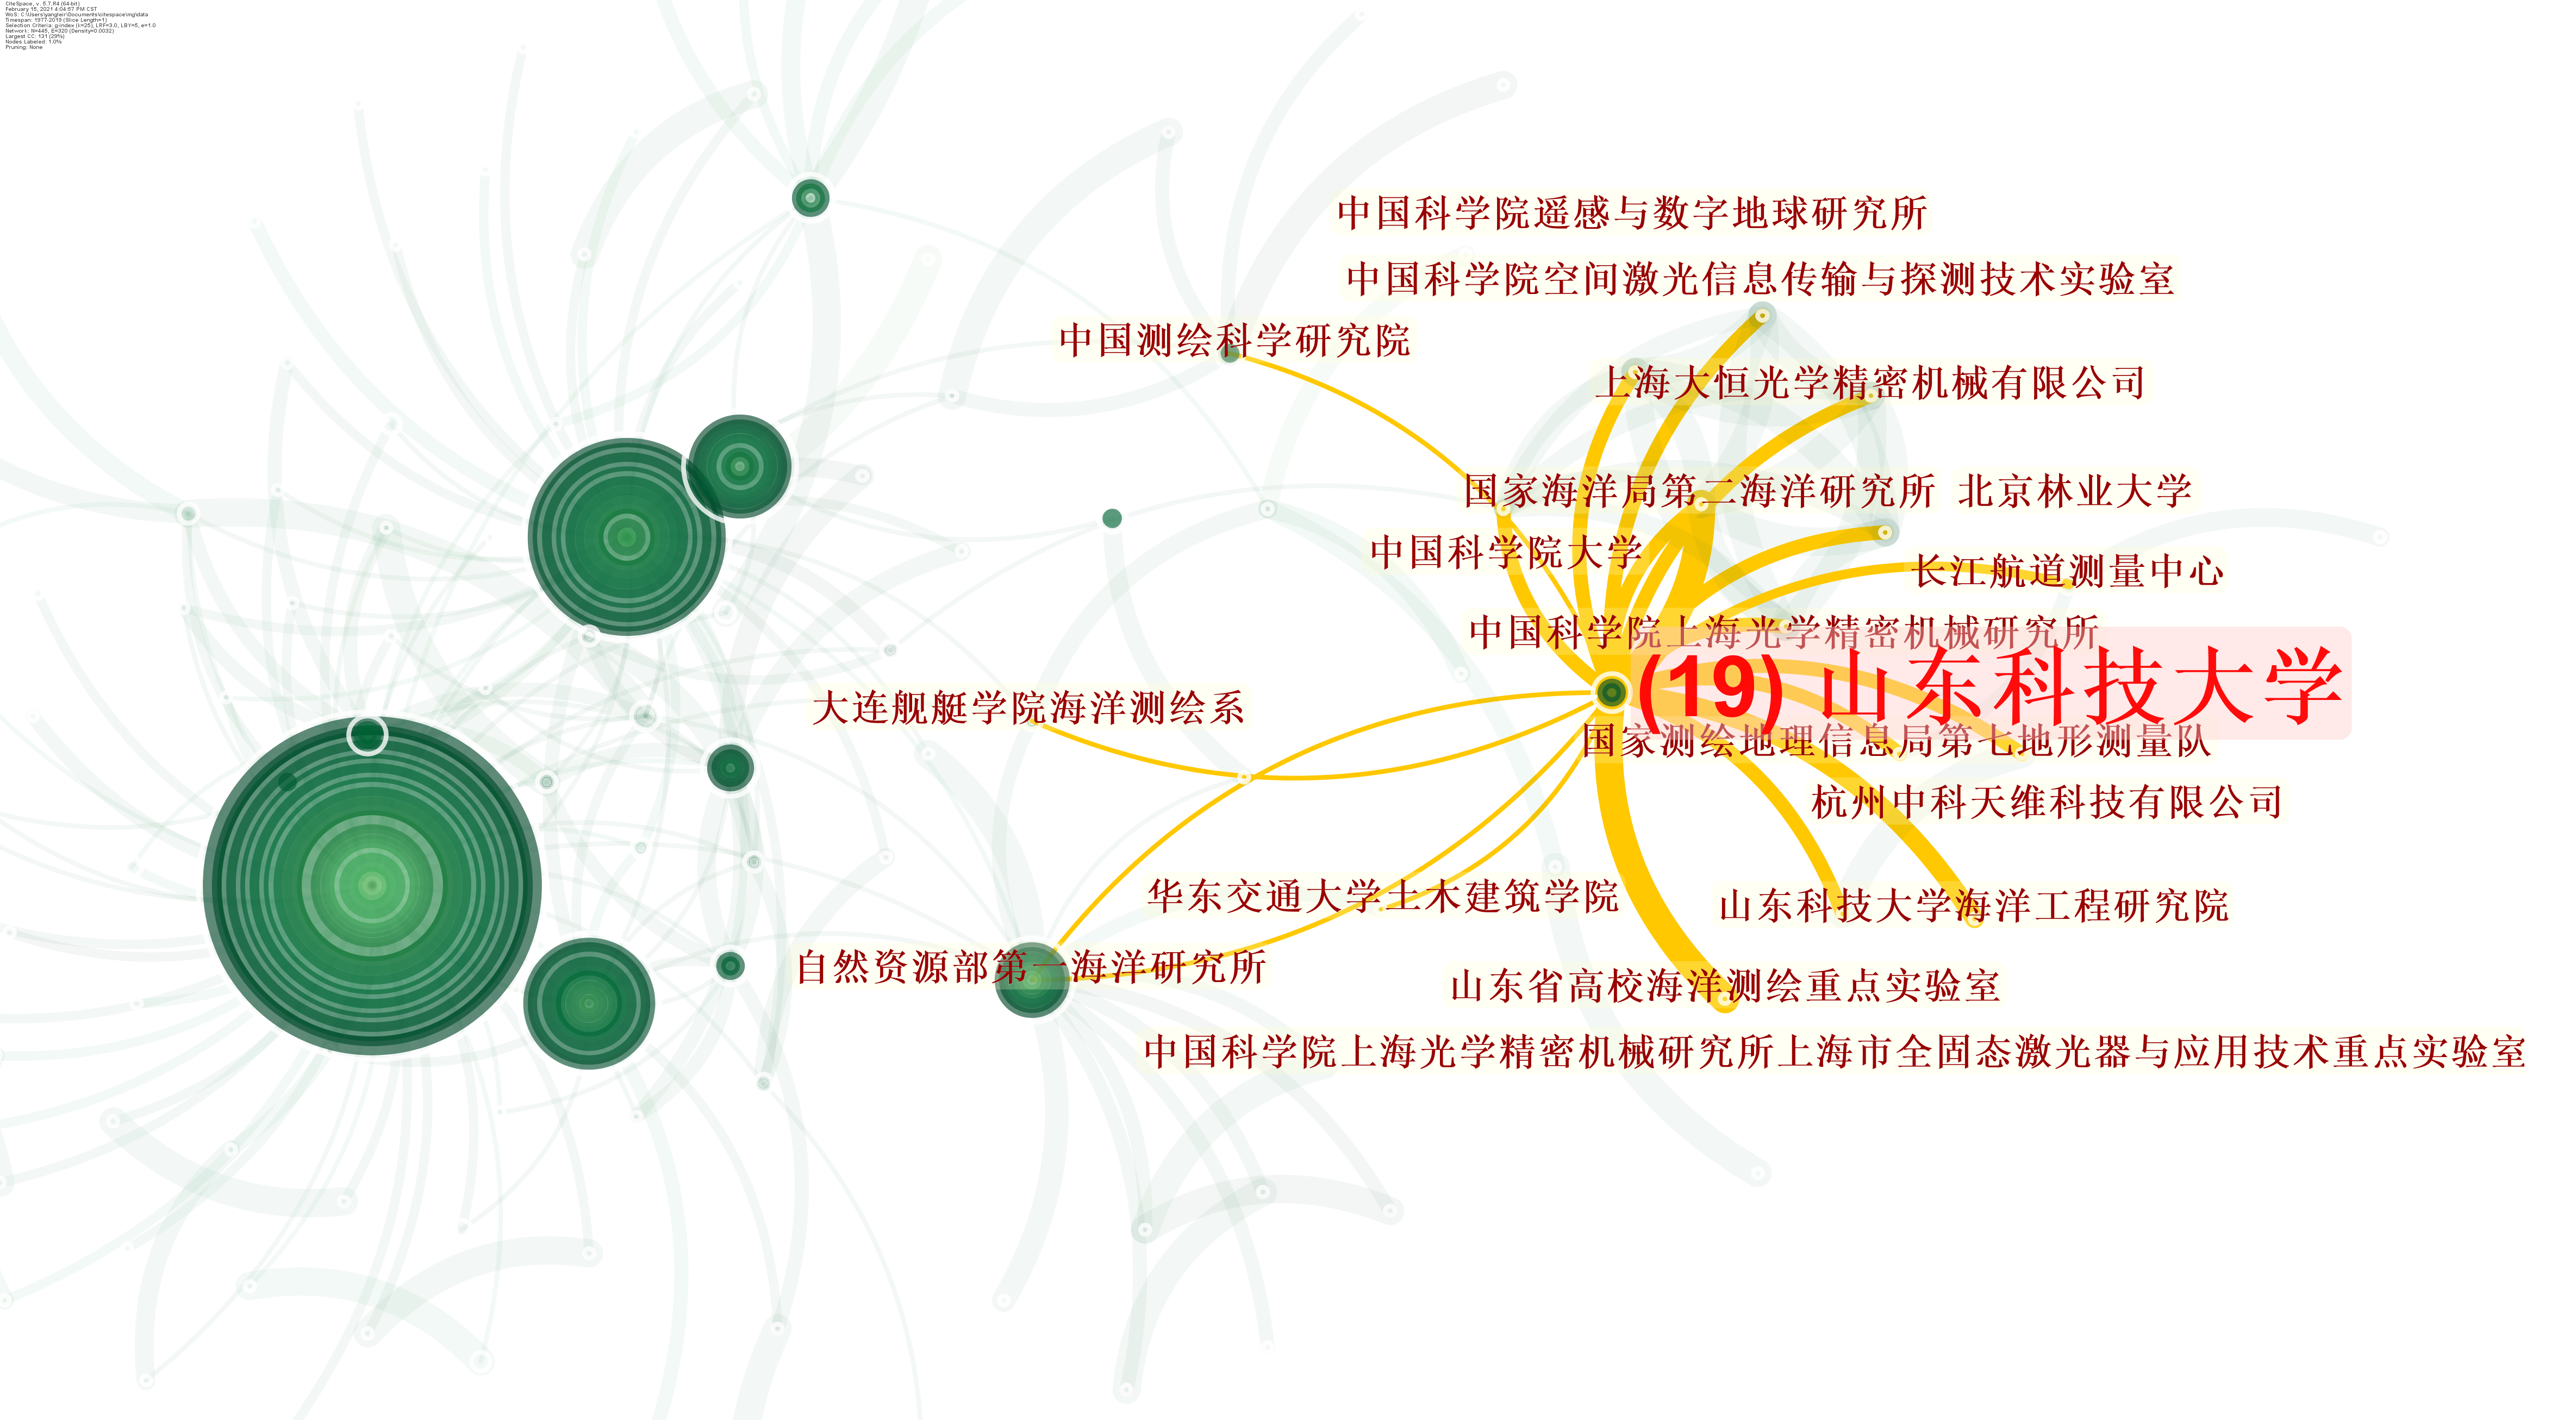 CiteSpace, v. 5.7.R4 (64-bit)
February 15, 2021 4:04:57 PM CST
WoS: C:\Users\yanglei\Documents\citespace\mg\data
Timespan: 1977-2019 (Slice Length=1)
Selection Criteria: g-index (k=25), LRF=3.0, LBY=5, e=1.0
Network: N=445, E=320 (Density=0.0032)
Largest CC: 131 (29%)
Nodes Labeled: 1.0%
Pruning: None
中国科学院遥感与数字地球研究所
中国科学院空间激光信息传输与探测技术实验室
中国测绘科学研究院
上海大恒光学精密机械有限公司
国家海洋局第二海洋研究所
北京林业大学
中国科学院大学
长江航道测量中心
中国科学院上海光学精密机械研究所
(19) 山东科技大学
大连舰艇学院海洋测绘系
国家测绘地理信息局第七地形测量队
杭州中科天维科技有限公司
华东交通大学土木建筑学院
山东科技大学海洋工程研究院
自然资源部第一海洋研究所
山东省高校海洋测绘重点实验室
中国科学院上海光学精密机械研究所上海市全固态激光器与应用技术重点实验室